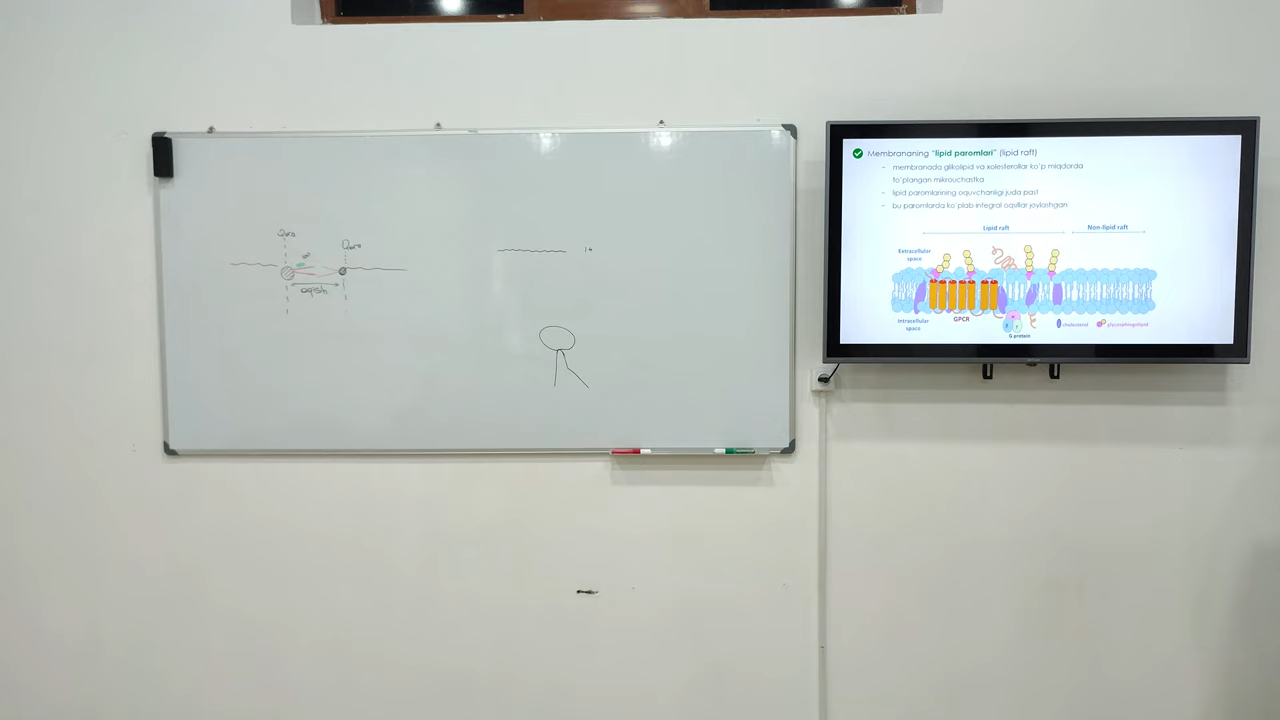 oqish
Membrananing "lipid paromlari" (lipid raft)
- membranada glikolipid va xolesterollar ko'p miqdorda
to'plangan mikrouchastka
- lipid paromlarining oquvchanligi juda past
- bu paromlarda ko'plab integral oqsillar joylashgan
Lipid raft
Non-lipid raft
Extracellular
space
Intracellular
space
GPCR
G protein
cholesterol
glycosphingolipid